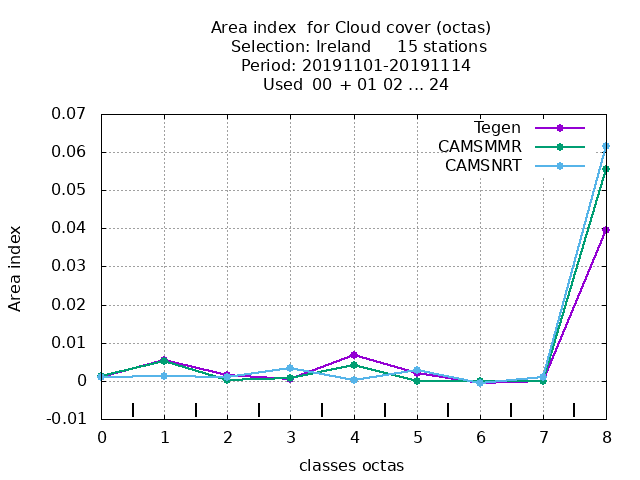 Area index  for Cloud cover (octas)
Selection: Ireland     15 stations
Period: 20191101-20191114
Used  00  + 01 02 ... 24
0.07
Tegen
0.06
CAMSMMR
CAMSNRT
0.05
0.04
Area index
0.03
0.02
0.01
0
-0.01
0 1 2 3 4 5 6 7 8
classes octas